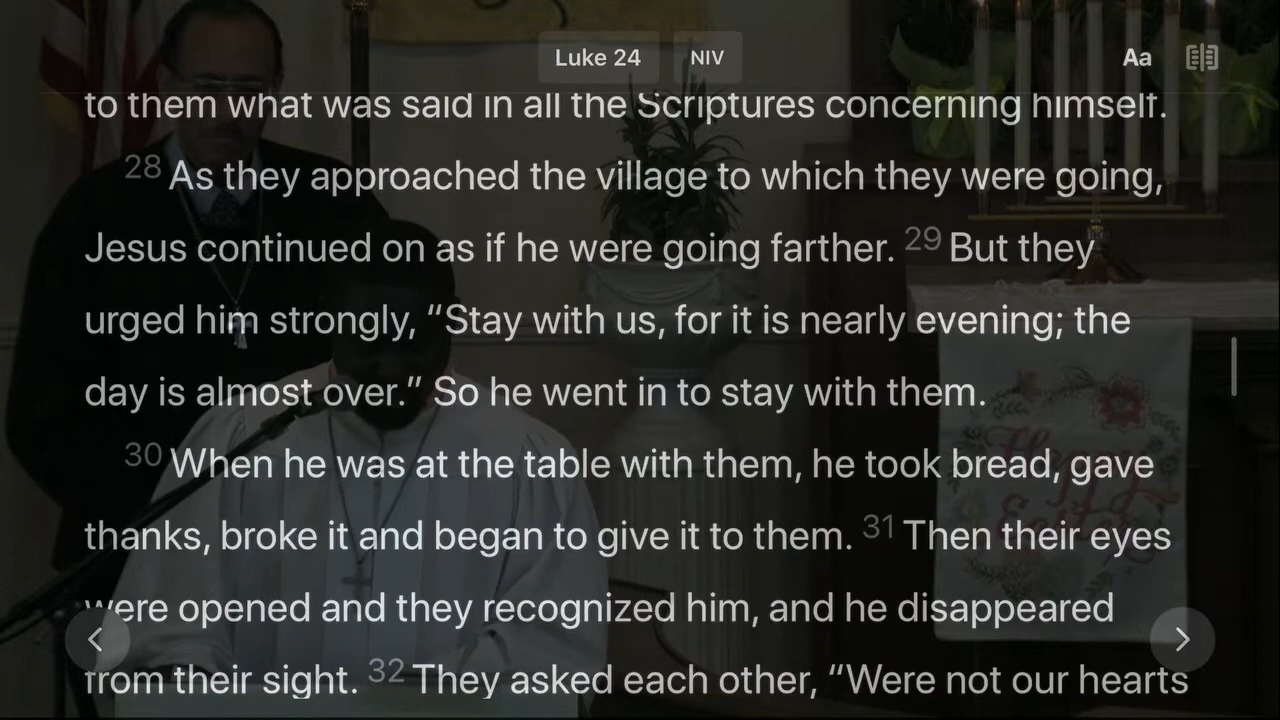 Luke 24 NIV Aa
to them what was said in all the Scriptures concerning himself.
28 As they approached the village to which they were going,
Jesus continued on as if he were going farther. 29 But they
urged him strongly, “Stay with us, for it is nearly evening; the
day is almost over.” So he went in to stay with them.
30 When he was at the table with them, he took bread, gave
thanks, broke it and began to give it to them. 31 Then their eyes
were opened and they recognized him, and he disappeared
from their sight. 32 They asked each other, “Were not our hearts
Happy